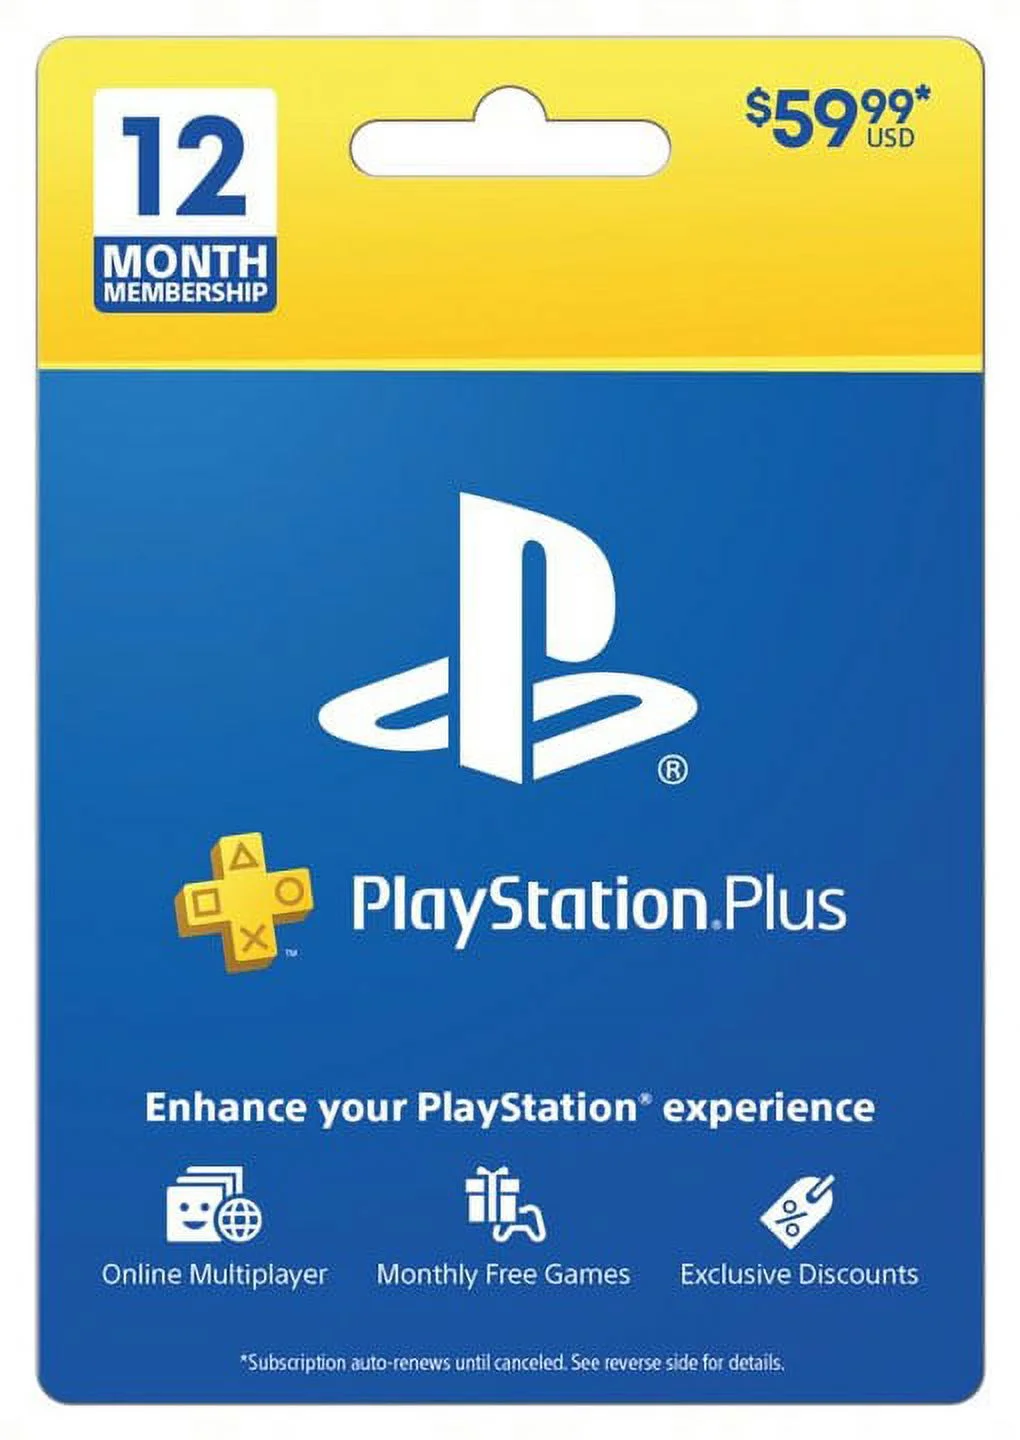 12
MONTH
MEMBERSHIP
$59.99*
USD
®
PlayStation®Plus
™
Enhance your PlayStation® experience
Online Multiplayer
Monthly Free Games
Exclusive Discounts
*Subscription auto-renews until canceled. See reverse side for details.